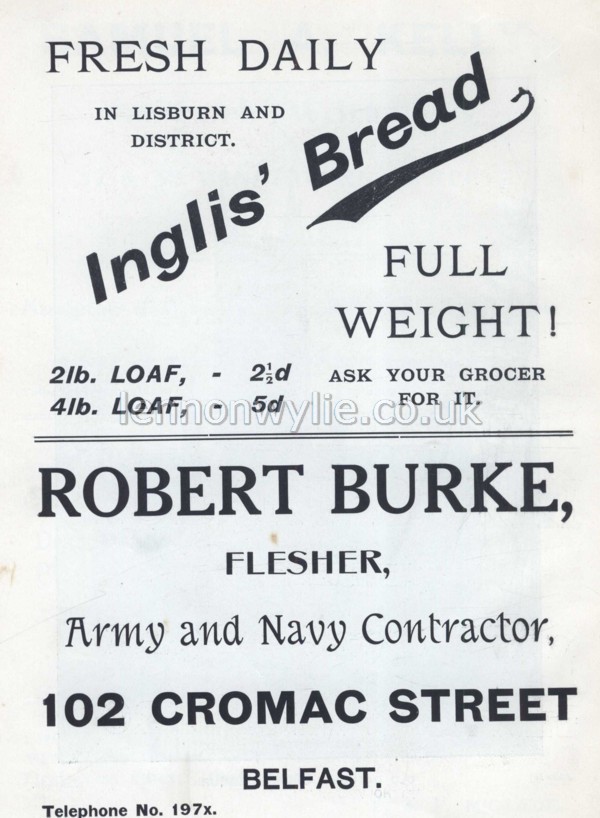 FRESH DAILY
IN LISBURN AND
DISTRICT.
Inglis' Bread
FULL
WEIGHT!
2lb. LOAF, - 2½d
4lb. LOAF, - 5d
ASK YOUR GROCER
FOR IT.
lennonwylie.co.uk
ROBERT BURKE,
FLESHER,
Army and Navy Contractor,
102 CROMAC STREET
BELFAST.
Telephone No. 197x.